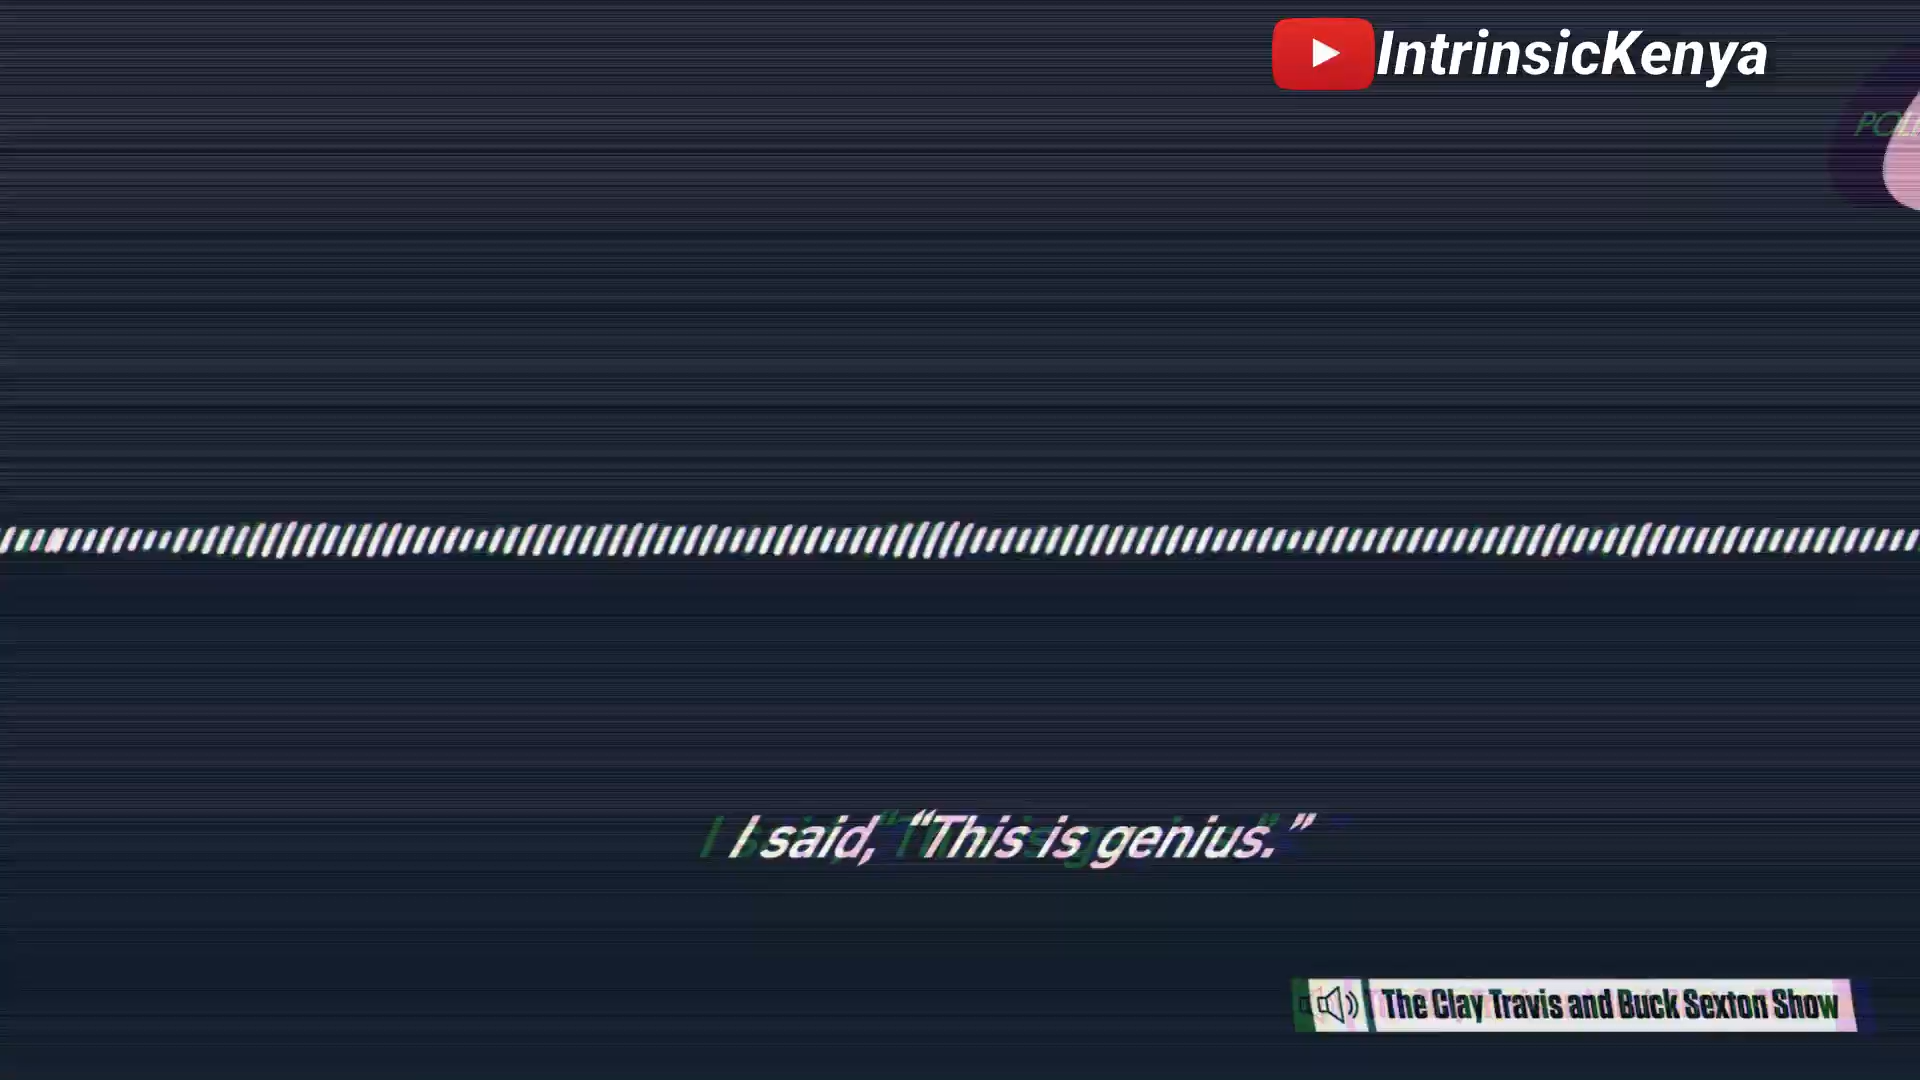 IntrinsicKenya
I said, “This is genius.”
The Clay Travis and Buck Sexton Show